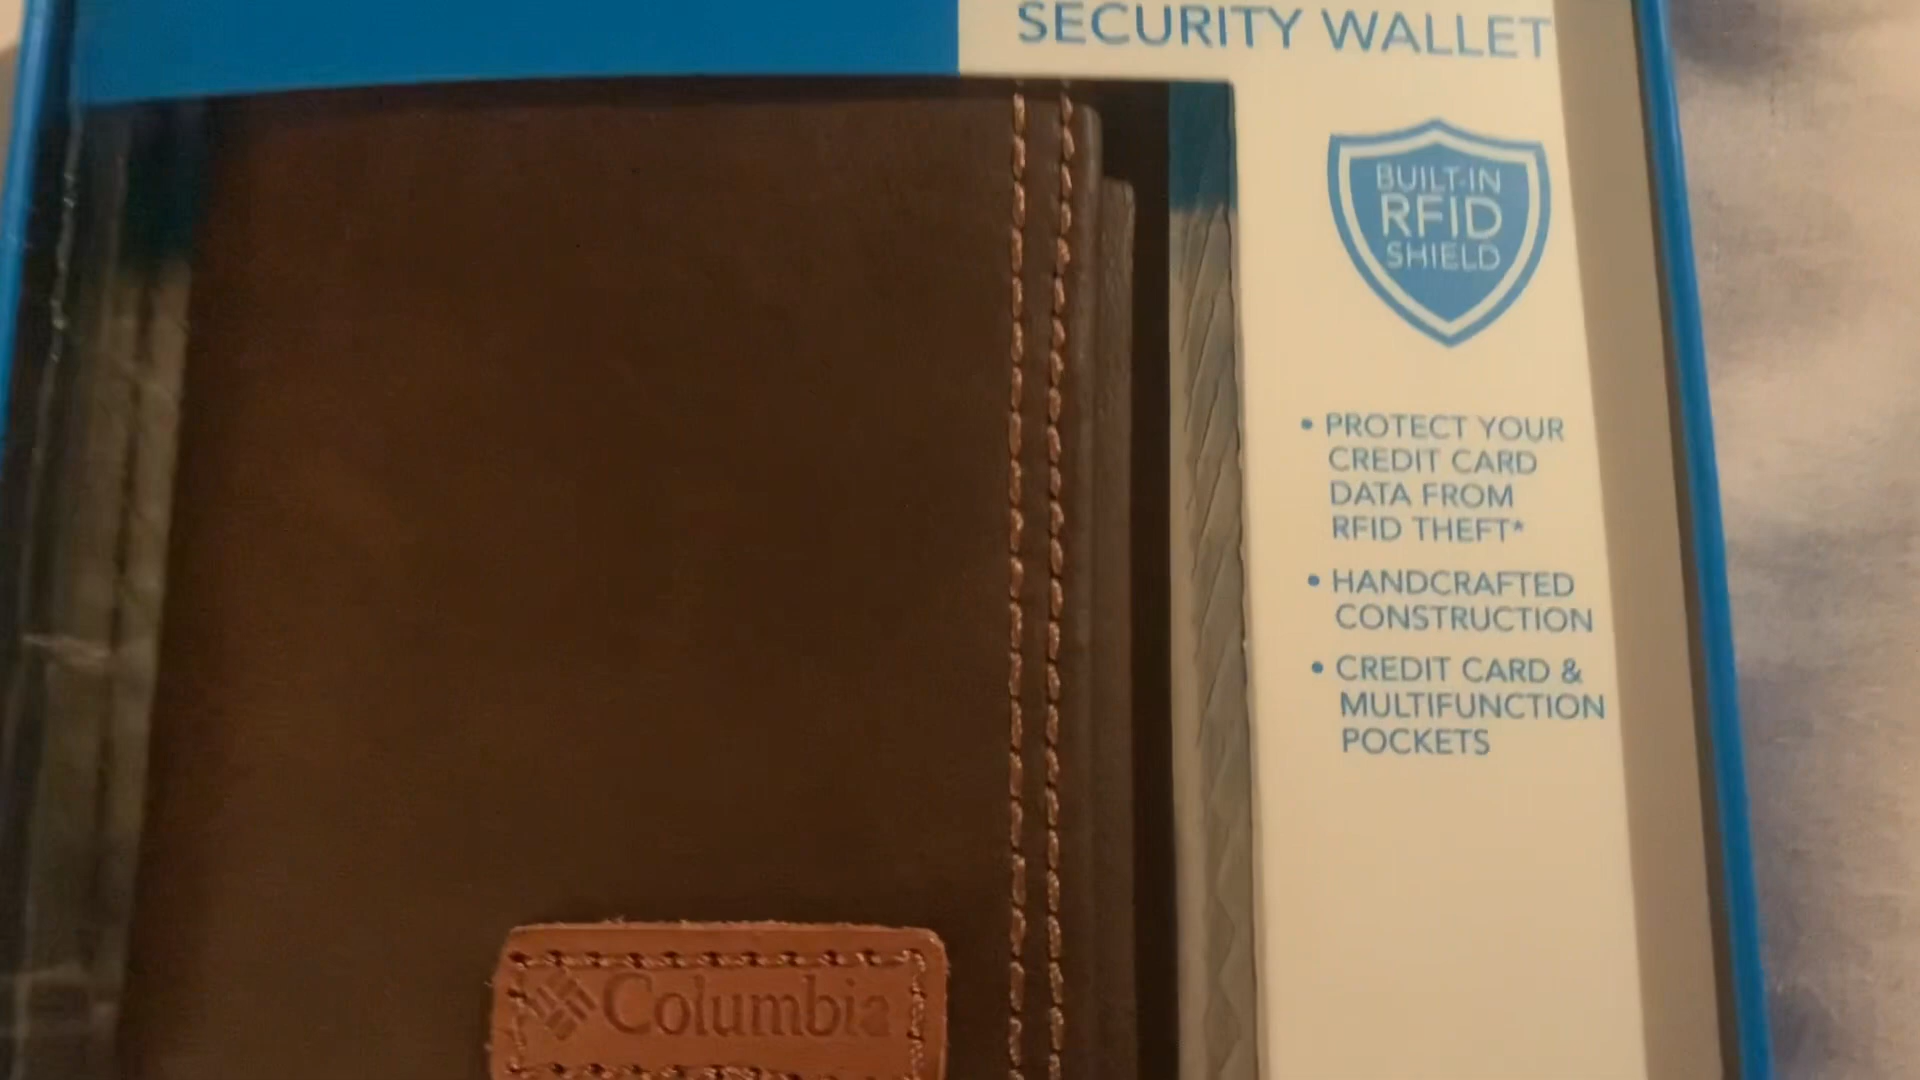 SECURITY WALLET
BUILT-IN
RFID
SHIELD
• PROTECT YOUR
CREDIT CARD
DATA FROM
RFID THEFT*
• HANDCRAFTED
CONSTRUCTION
• CREDIT CARD &
MULTIFUNCTION
POCKETS
Columbia